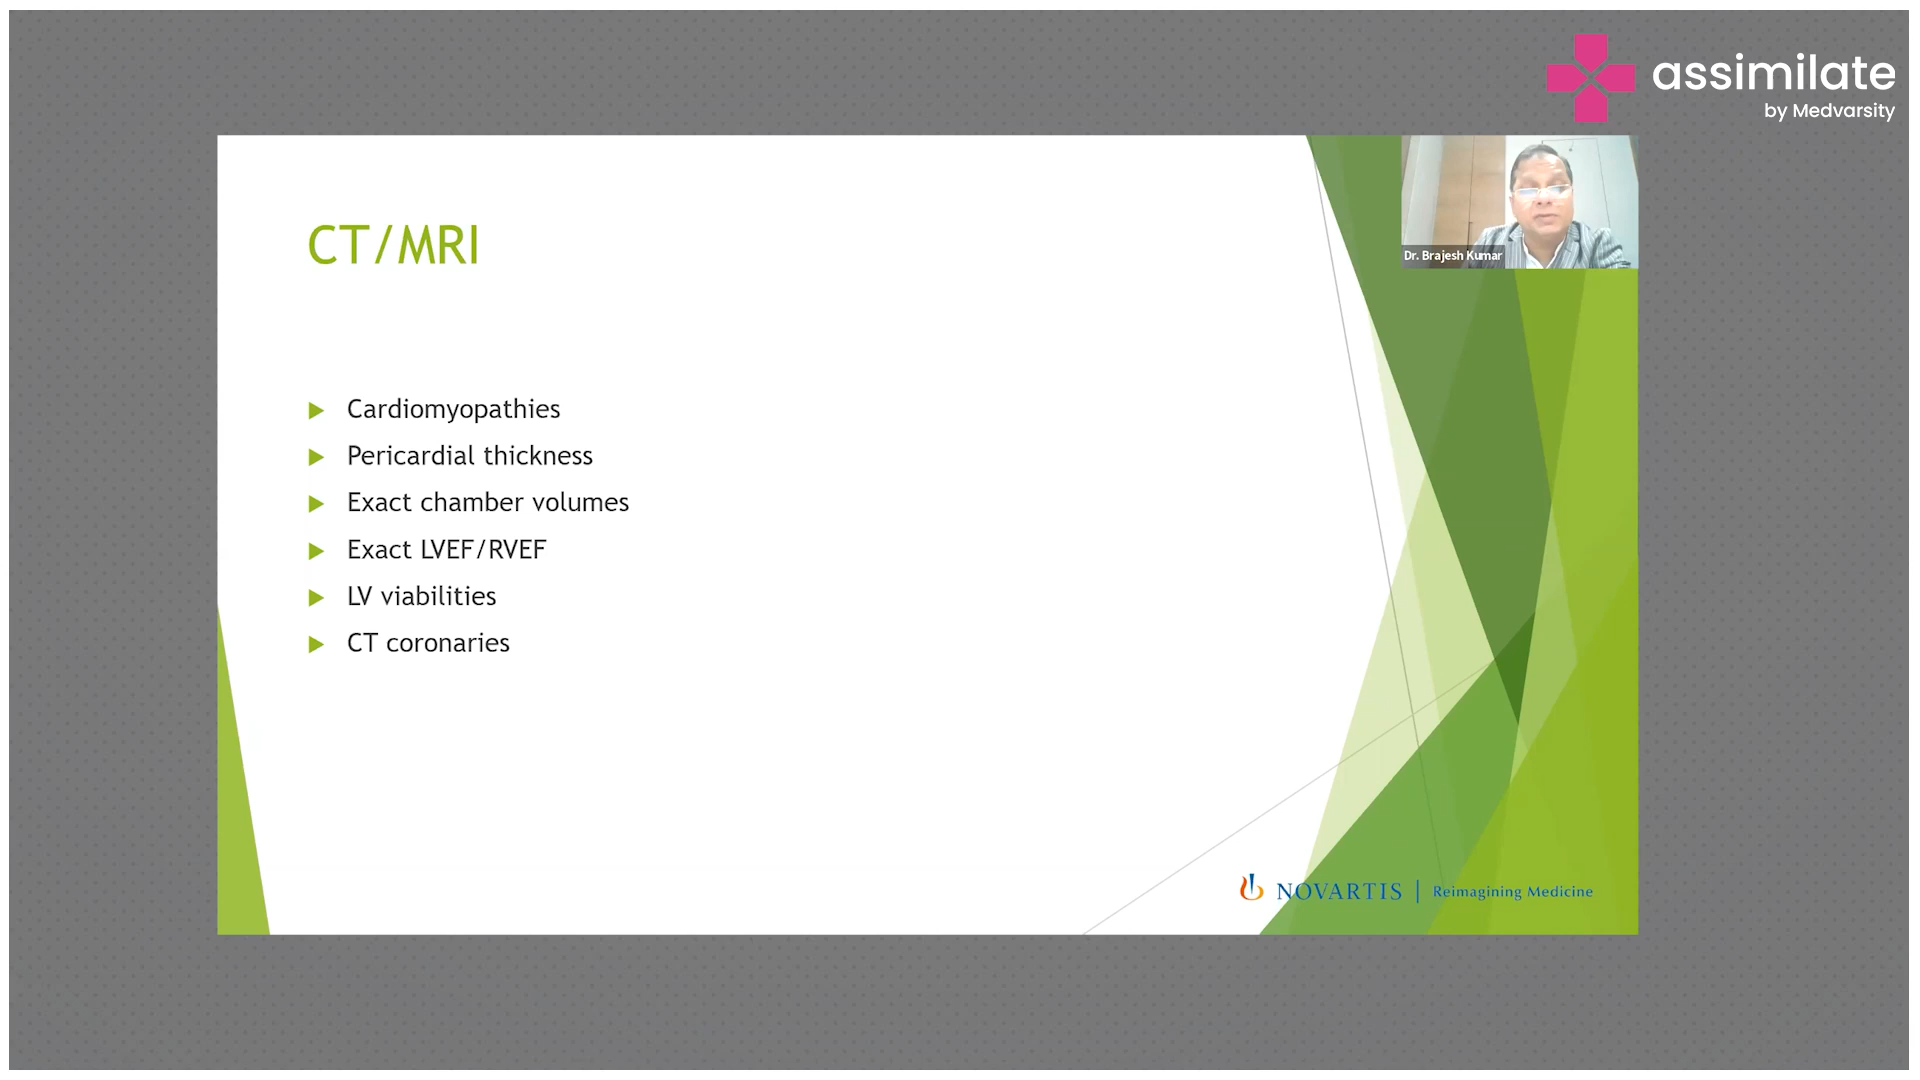 assimilate
by Medvarsity
Dr. Brajesh Kumar
CT/MRI
Cardiomyopathies
Pericardial thickness
Exact chamber volumes
Exact LVEF/RVEF
LV viabilities
CT coronaries
NOVARTIS | Reimagining Medicine